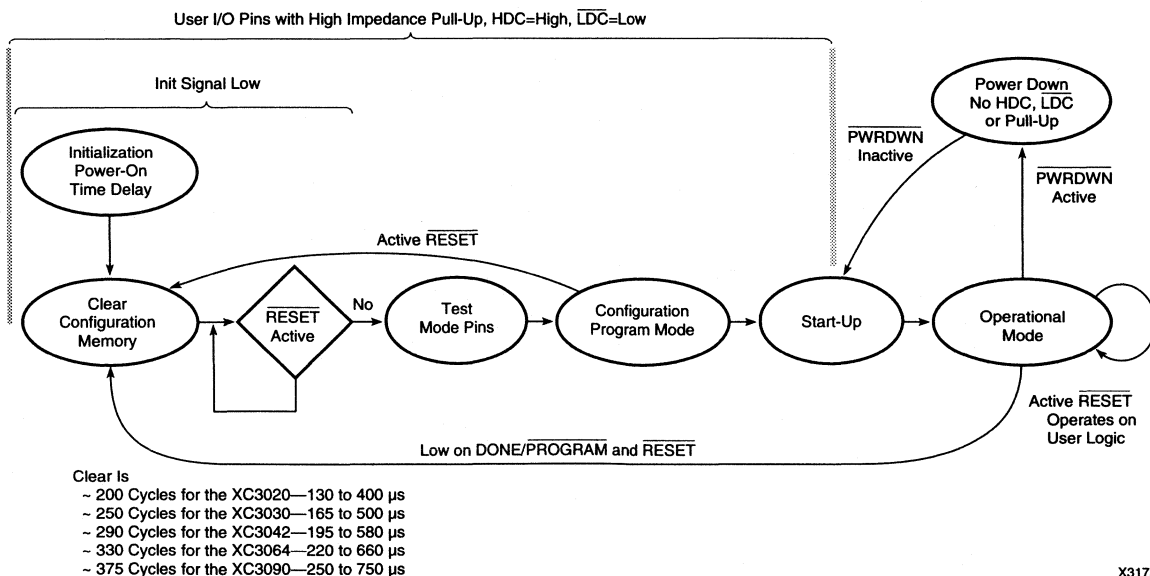 User I/O Pins with High Impedance Pull-Up, HDC=High, LDC=Low
Init Signal Low
Initialization
Power-On
Time Delay
Power Down
No HDC, LDC
or Pull-Up
PWRDWN
Inactive
PWRDWN
Active
Active RESET
Clear
Configuration
Memory
RESET
Active
No
Test
Mode Pins
Configuration
Program Mode
Start-Up
Operational
Mode
Active RESET
Operates on
User Logic
Low on DONE/PROGRAM and RESET
Clear Is
~ 200 Cycles for the XC3020—130 to 400 µs
~ 250 Cycles for the XC3030—165 to 500 µs
~ 290 Cycles for the XC3042—195 to 580 µs
~ 330 Cycles for the XC3064—220 to 660 µs
~ 375 Cycles for the XC3090—250 to 750 µs
X317